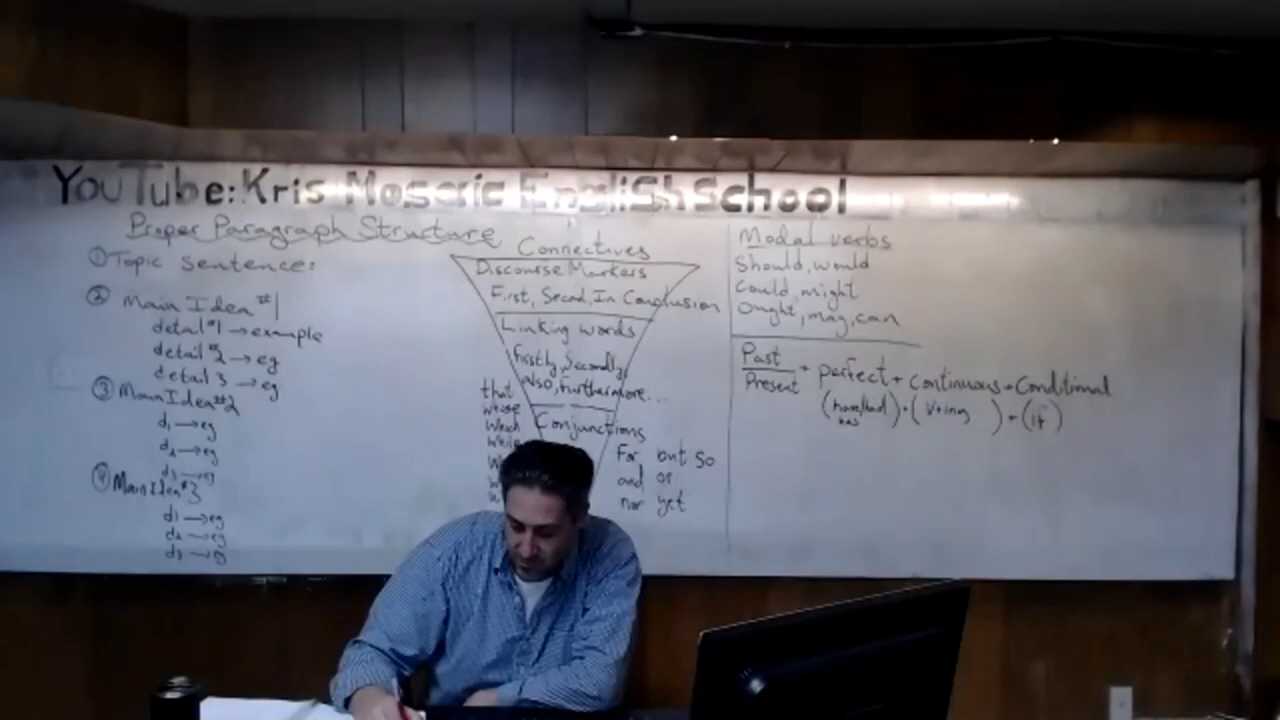 YouTube: Kris Mosaic English School
Proper Paragraph Structure
① Topic sentence:
② Main Idea #1
detail #1 → example
detail #2 → eg
detail 3 → eg
③ Main Idea #2
d1 → eg
d2 → eg
d3 → eg
④ Main Idea #3
d1 → eg
d2 → eg
d3 → eg
Connectives
Discourse Markers
First, Second, In Conclusion
Linking words
Firstly, Secondly,
also, Furthermore...
Conjunctions
that
whose
which
while
For but so
and or
nor yet
Modal verbs
Should, would
Could, might
Ought, may, can
Past
Present
+ perfect + continuous + Conditional
(have/had) + (V+ing ) + (if)
has